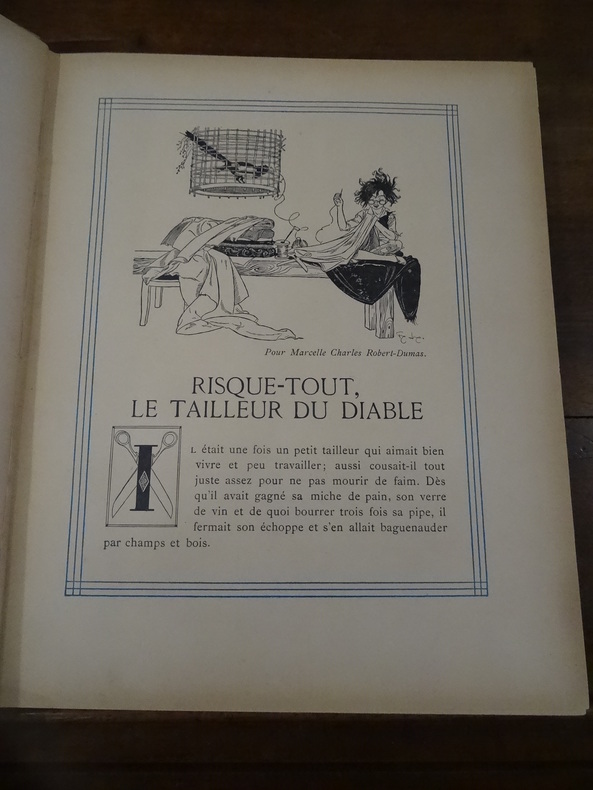 Pour Marcelle Charles Robert-Dumas.
RISQUE-TOUT,
LE TAILLEUR DU DIABLE
IL était une fois un petit tailleur qui aimait bien
vivre et peu travailler; aussi cousait-il tout
juste assez pour ne pas mourir de faim. Dès
qu'il avait gagné sa miche de pain, son verre
de vin et de quoi bourrer trois fois sa pipe, il
fermait son échoppe et s'en allait baguenauder
par champs et bois.